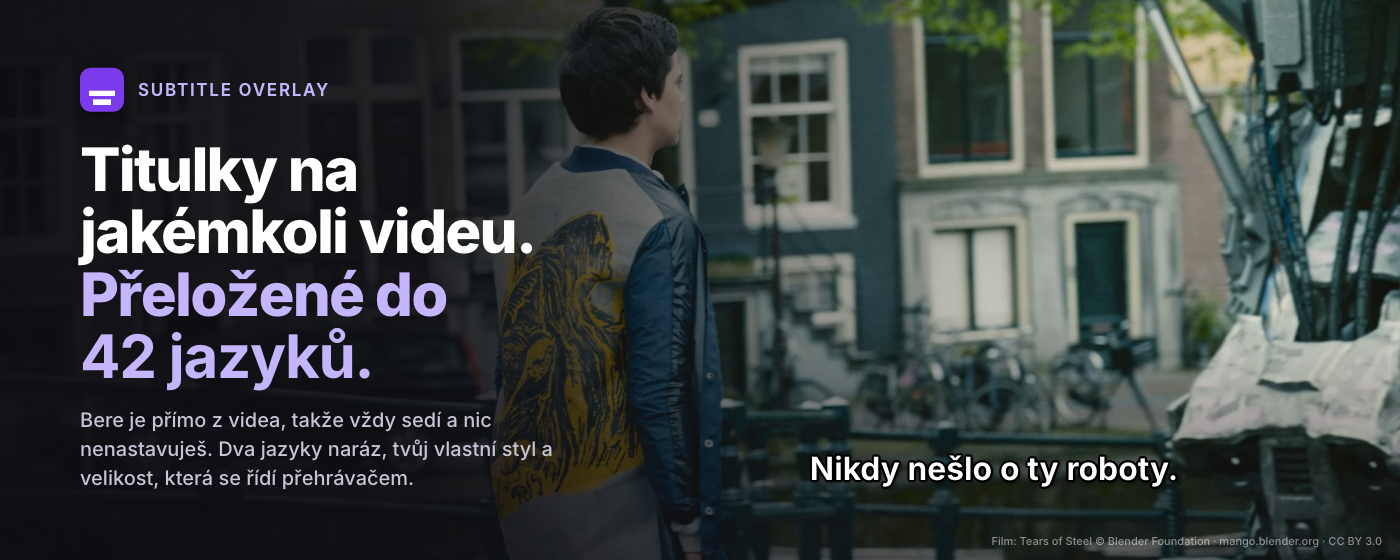 SUBTITLE OVERLAY
Titulky na
jakémkoli videu.
Přeložené do
42 jazyků.
Bere je přímo z videa, takže vždy sedí a nic
nenastavuješ. Dva jazyky naráz, tvůj vlastní styl a
velikost, která se řídí přehrávačem.
Nikdy nešlo o ty roboty.
Film: Tears of Steel © Blender Foundation · mango.blender.org · CC BY 3.0